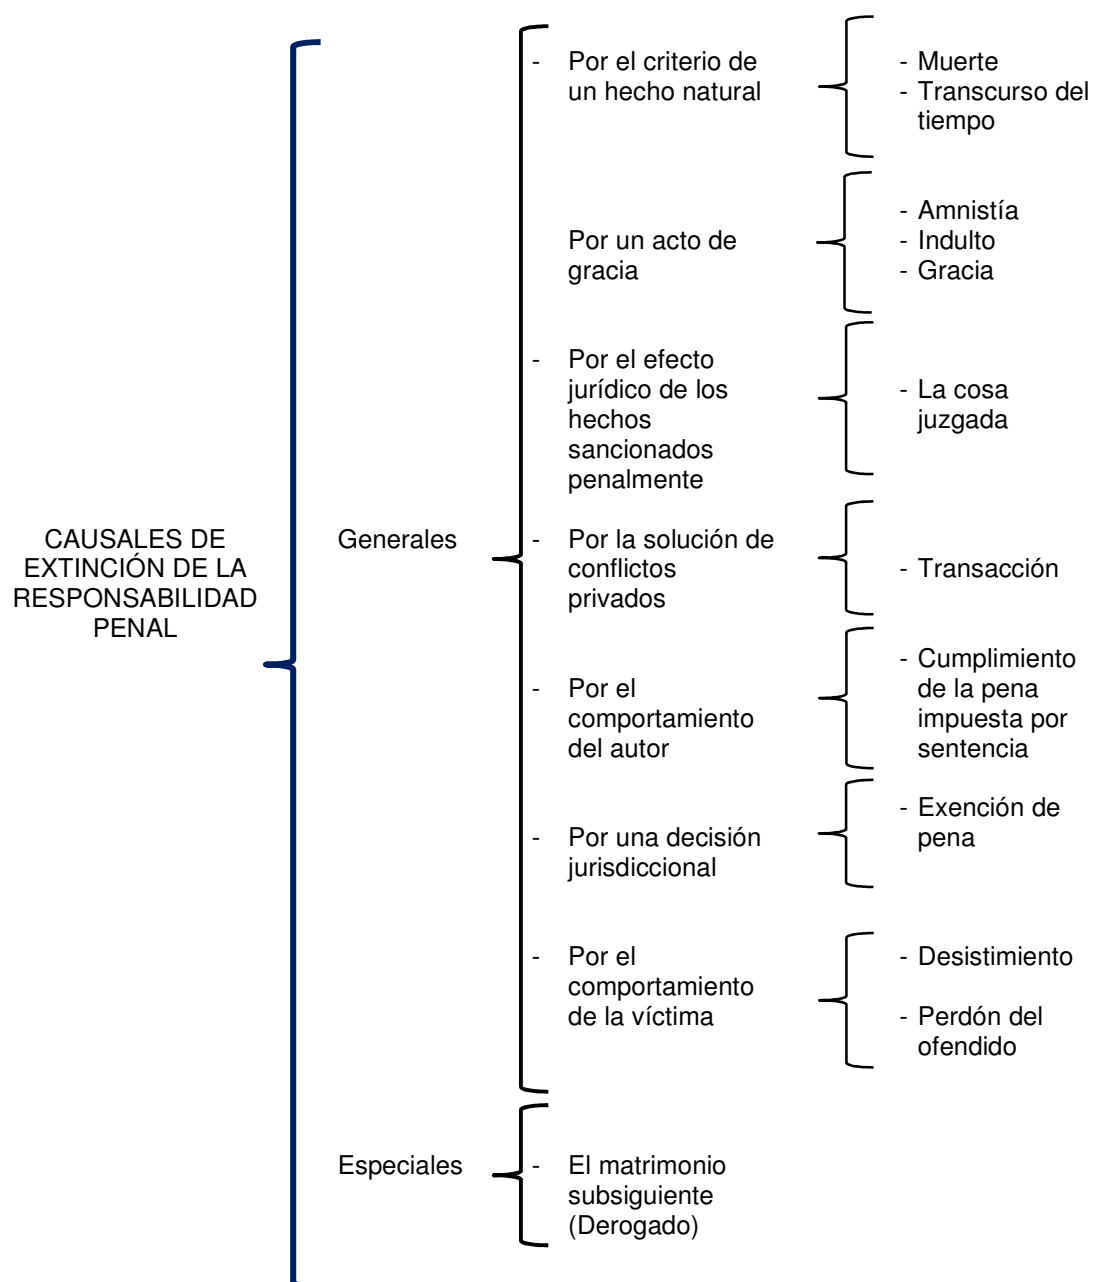 CAUSALES DE
EXTINCIÓN DE LA
RESPONSABILIDAD
PENAL
Generales
- Por el criterio de
un hecho natural
- Muerte
- Transcurso del
tiempo
Por un acto de
gracia
- Amnistía
- Indulto
- Gracia
- Por el efecto
jurídico de los
hechos
sancionados
penalmente
- La cosa
juzgada
- Por la solución de
conflictos
privados
- Transacción
- Por el
comportamiento
del autor
- Cumplimiento
de la pena
impuesta por
sentencia
- Por una decisión
jurisdiccional
- Exención de
pena
- Por el
comportamiento
de la víctima
- Desistimiento
- Perdón del
ofendido
Especiales
- El matrimonio
subsiguiente
(Derogado)